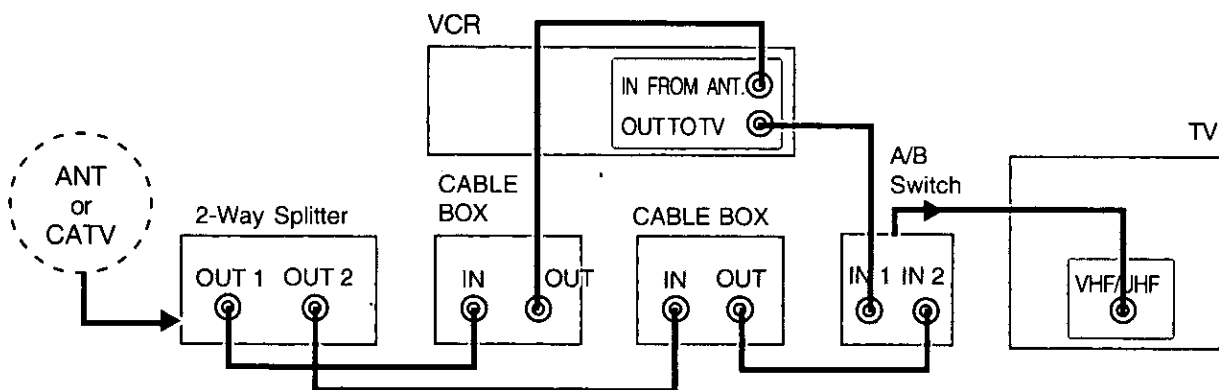 VCR
IN FROM ANT.
OUT TO TV
TV
A/B
Switch
ANT
or
CATV
2-Way Splitter
OUT 1 OUT 2
CABLE
BOX
IN OUT
CABLE BOX
IN OUT
IN 1 IN 2
VHF/UHF